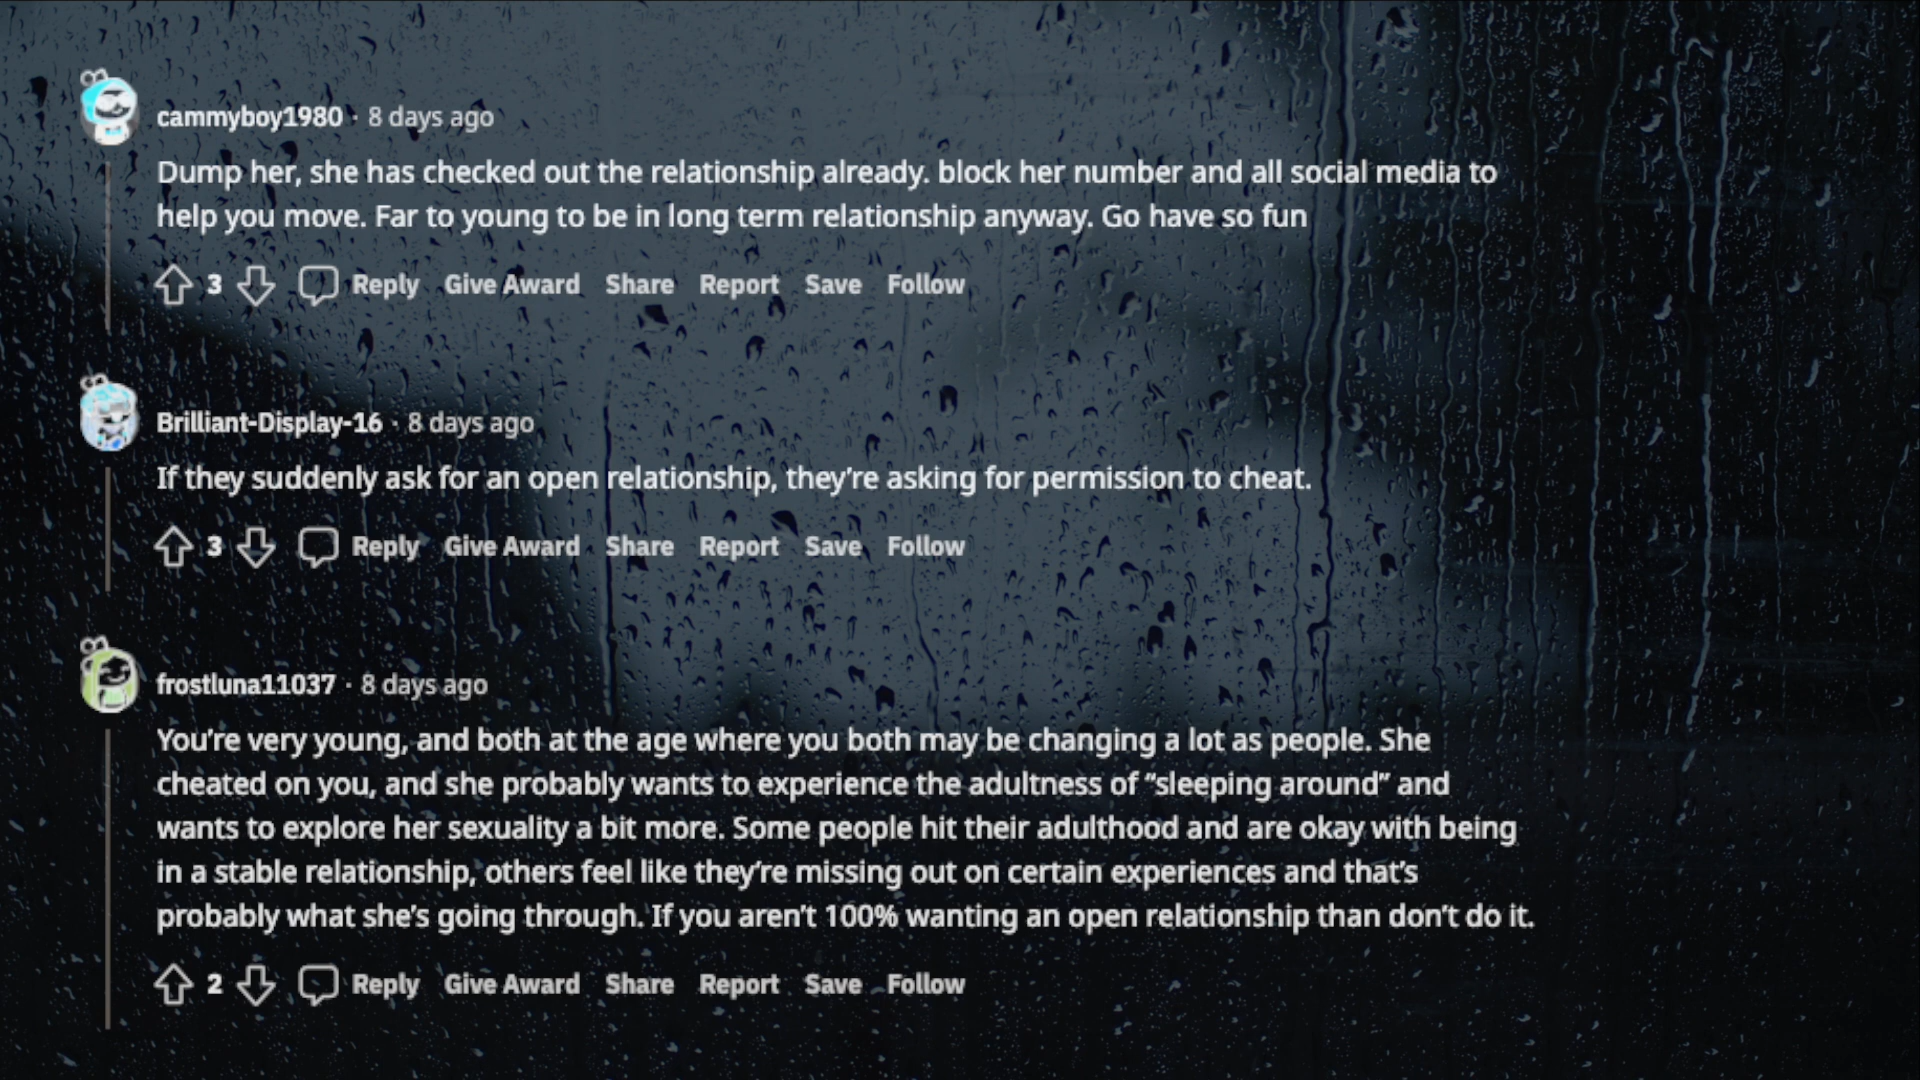 cammyboy1980 · 8 days ago
Dump her, she has checked out the relationship already. block her number and all social media to
help you move. Far to young to be in long term relationship anyway. Go have so fun
3 Reply Give Award Share Report Save Follow
Brilliant-Display-16 · 8 days ago
If they suddenly ask for an open relationship, they’re asking for permission to cheat.
3 Reply Give Award Share Report Save Follow
frostluna11037 · 8 days ago
You’re very young, and both at the age where you both may be changing a lot as people. She
cheated on you, and she probably wants to experience the adultness of “sleeping around” and
wants to explore her sexuality a bit more. Some people hit their adulthood and are okay with being
in a stable relationship, others feel like they’re missing out on certain experiences and that’s
probably what she’s going through. If you aren’t 100% wanting an open relationship than don’t do it.
2 Reply Give Award Share Report Save Follow